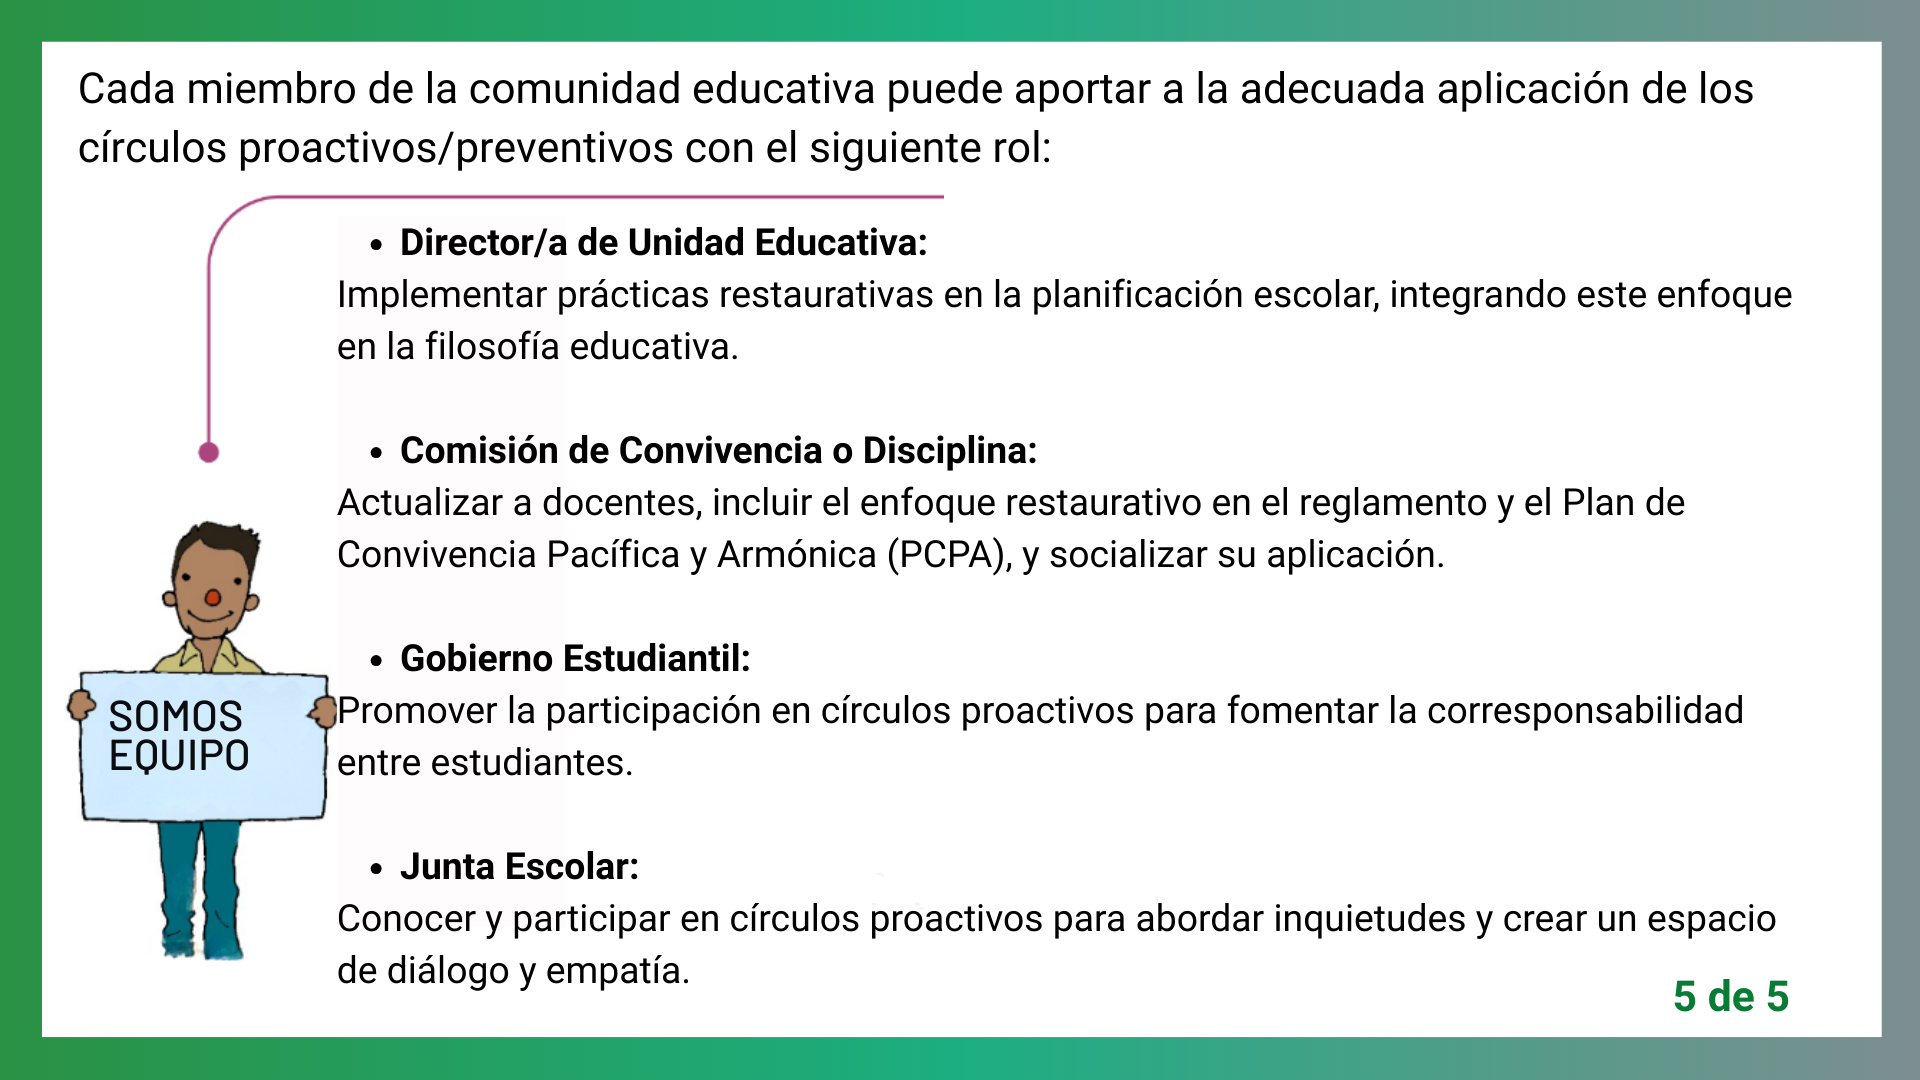 Cada miembro de la comunidad educativa puede aportar a la adecuada aplicación de los
círculos proactivos/preventivos con el siguiente rol:
• Director/a de Unidad Educativa:
Implementar prácticas restaurativas en la planificación escolar, integrando este enfoque
en la filosofía educativa.
• Comisión de Convivencia o Disciplina:
Actualizar a docentes, incluir el enfoque restaurativo en el reglamento y el Plan de
Convivencia Pacífica y Armónica (PCPA), y socializar su aplicación.
• Gobierno Estudiantil:
Promover la participación en círculos proactivos para fomentar la corresponsabilidad
entre estudiantes.
• Junta Escolar:
Conocer y participar en círculos proactivos para abordar inquietudes y crear un espacio
de diálogo y empatía.
SOMOS
EQUIPO
5 de 5